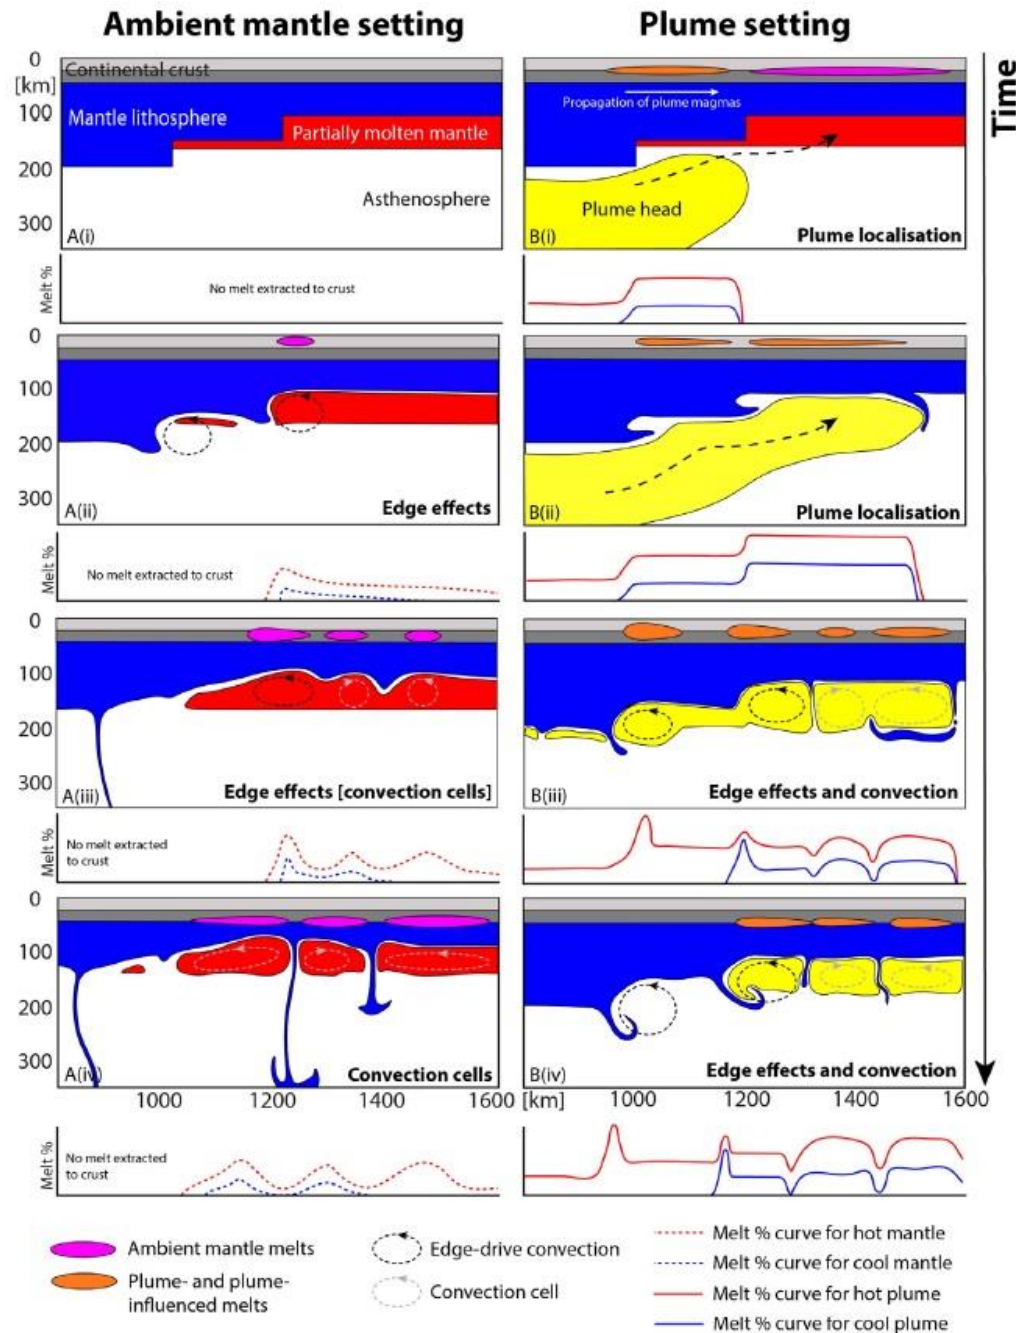 Ambient mantle setting
Plume setting
Time
0
[km]
100
200
300
Continental crust
Mantle lithosphere
Partially molten mantle
Asthenosphere
A(i)
Propagation of plume magmas
Plume head
B(i)
Plume localisation
Melt %
No melt extracted to crust
0
100
200
300
A(ii)
Edge effects
B(ii)
Plume localisation
Melt %
No melt extracted to crust
0
100
200
300
A(iii)
Edge effects [convection cells]
B(iii)
Edge effects and convection
Melt %
No melt extracted
to crust
0
100
200
300
A(iv)
Convection cells
B(iv)
Edge effects and convection
1000
1200
1400
1600
[km]
1000
1200
1400
1600
Melt %
No melt extracted
to crust
Ambient mantle melts
Plume- and plume-
influenced melts
Edge-drive convection
Convection cell
Melt % curve for hot mantle
Melt % curve for cool mantle
Melt % curve for hot plume
Melt % curve for cool plume